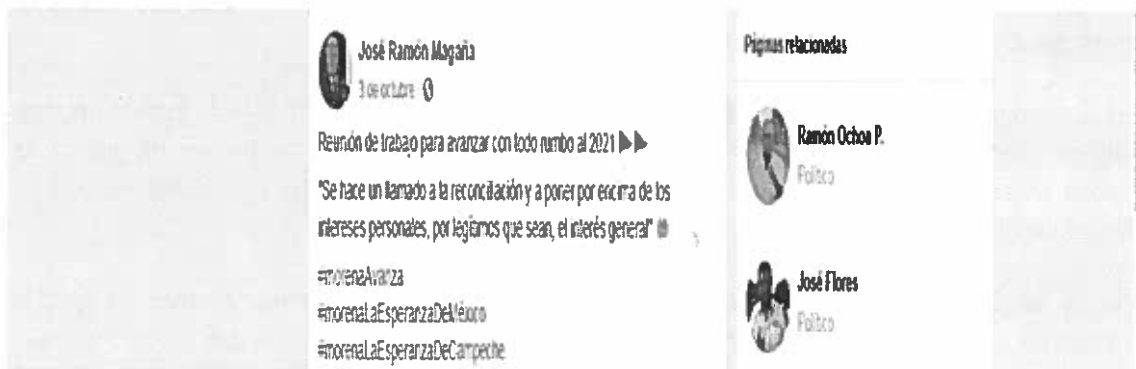 José Ramón Magaña
3 de octubre
Reunión de trabajo para avanzar con todo rumbo al 2021
"Se hace un llamado a la reconciliación y a poner por encima de los
intereses personales, por legítimos que sean, el interés general"
#morenaAvanza
#morenaLaEsperanzaDeMéxico
#morenaLaEsperanzaDeCampeche
Páginas relacionadas
Ramón Ochoa P.
Político
José Flores
Político